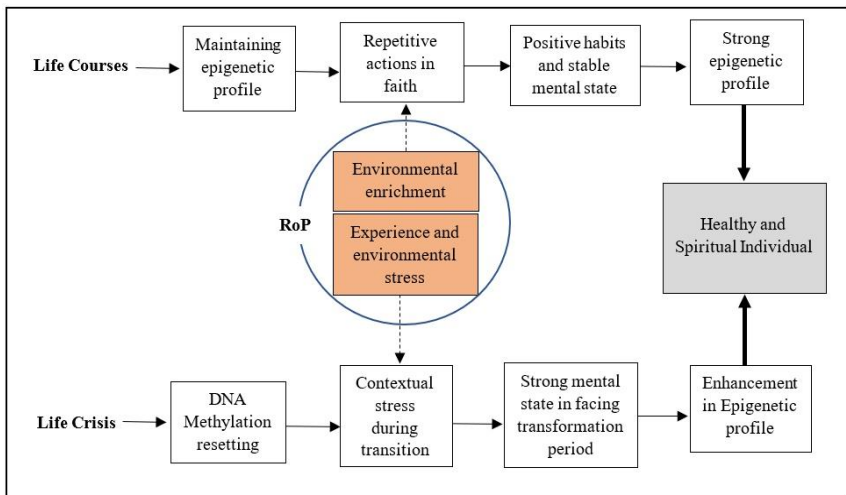 Life Courses
Maintaining
epigenetic
profile
Repetitive
actions in
faith
Positive habits
and stable
mental state
Strong
epigenetic
profile
Environmental
enrichment
RoP
Experience and
environmental
stress
Healthy and
Spiritual Individual
Life Crisis
DNA
Methylation
resetting
Contextual
stress
during
transition
Strong mental
state in facing
transformation
period
Enhancement
in Epigenetic
profile